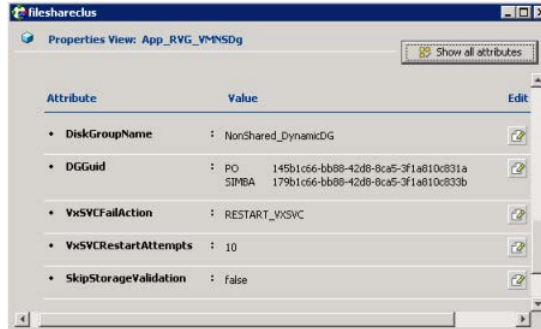 fileshareclus
Properties View: App_RVG_VMNSDg
Show all attributes
Attribute Value Edit
• DiskGroupName : NonShared_DynamicDG
• DGGuid : PO 145b1c66-bb88-42d8-8ca5-3f1a810c831a
SIMBA 179b1c66-bb88-42d8-8ca5-3f1a810c833b
• VxSVCFailAction : RESTART_VXSVC
• VxSVCRestartAttempts : 10
• SkipStorageValidation : false